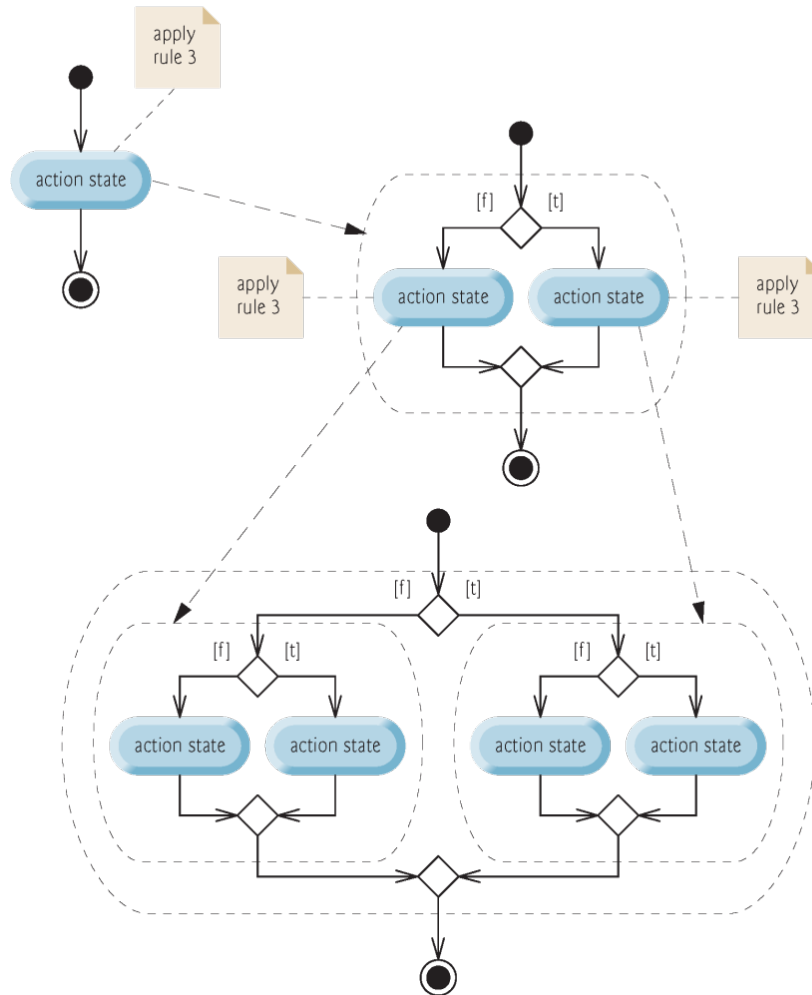 apply
rule 3
action state
[f]
[t]
apply
rule 3
action state
action state
apply
rule 3
[f]
[t]
[f]
[t]
[f]
[t]
action state
action state
action state
action state